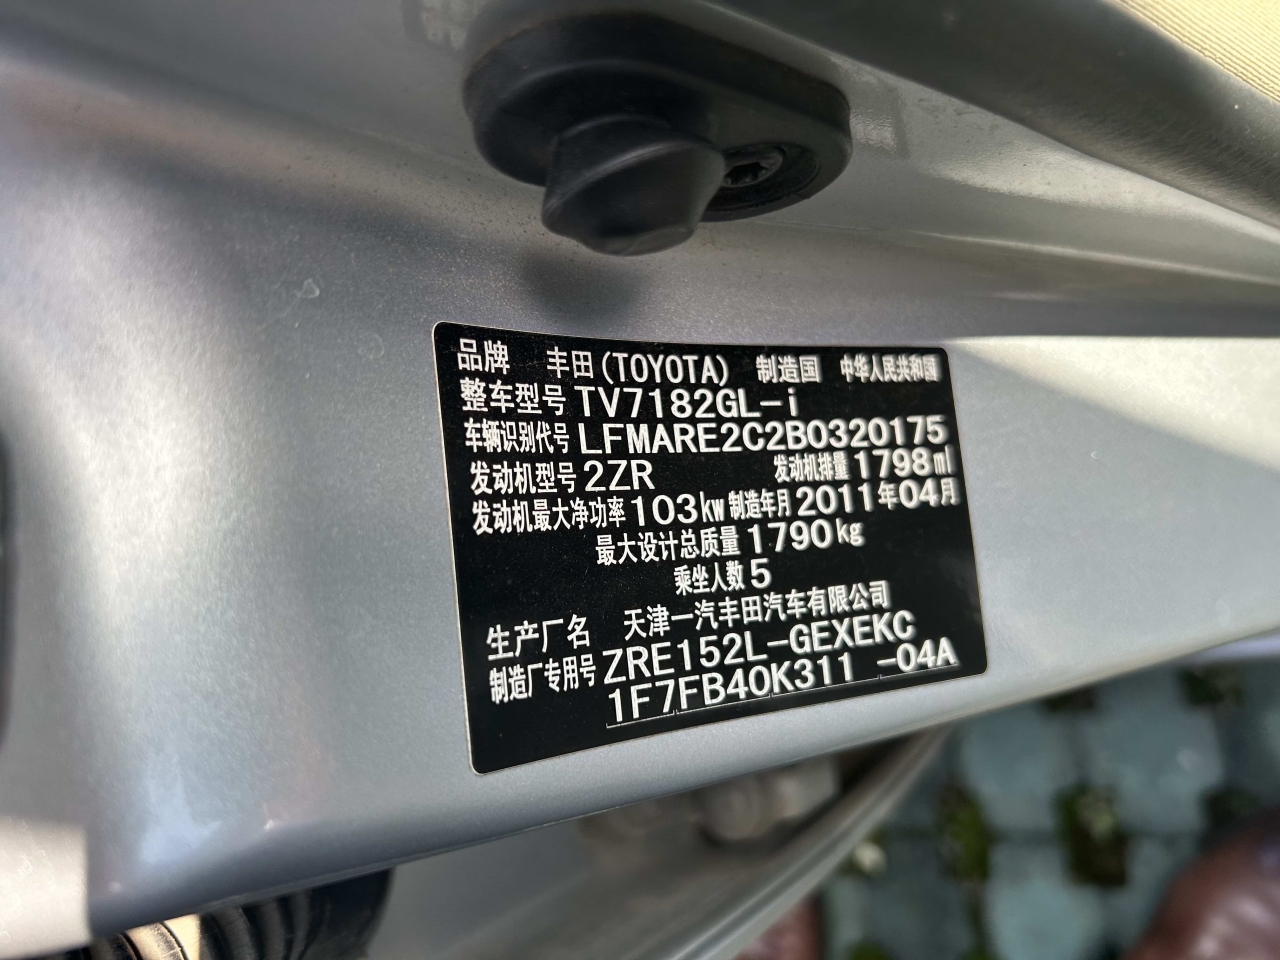 品牌 丰田(TOYOTA) 制造国 中华人民共和国
整车型号 TV7182GL-i
车辆识别代号 LFMARE2C2B0320175
发动机型号 2ZR 发动机排量 1798ml
发动机最大净功率 103kw 制造年月 2011年04月
最大设计总质量 1790kg
乘坐人数 5
生产厂名 天津一汽丰田汽车有限公司
制造厂专用号 ZRE152L-GEXEKC
1F7FB40K311 -04A